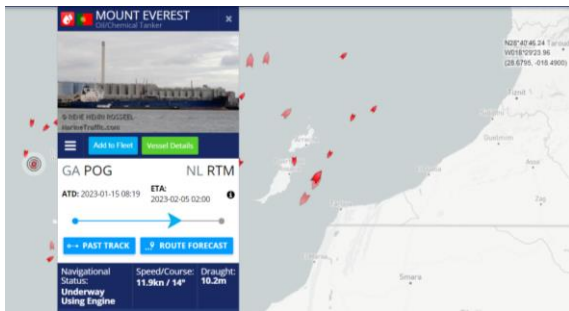 MOUNT EVEREST
Oil/Chemical Tanker
×
MarineTraffic.com
Add to Fleet
Vessel Details
GA POG
NL RTM
ATD: 2023-01-15 08:19
ETA:
2023-02-05 02:00
PAST TRACK
ROUTE FORECAST
Navigational
Status:
Underway
Using Engine
Speed/Course:
11.9kn / 14°
Draught:
10.2m
Smara
Zag
Assa